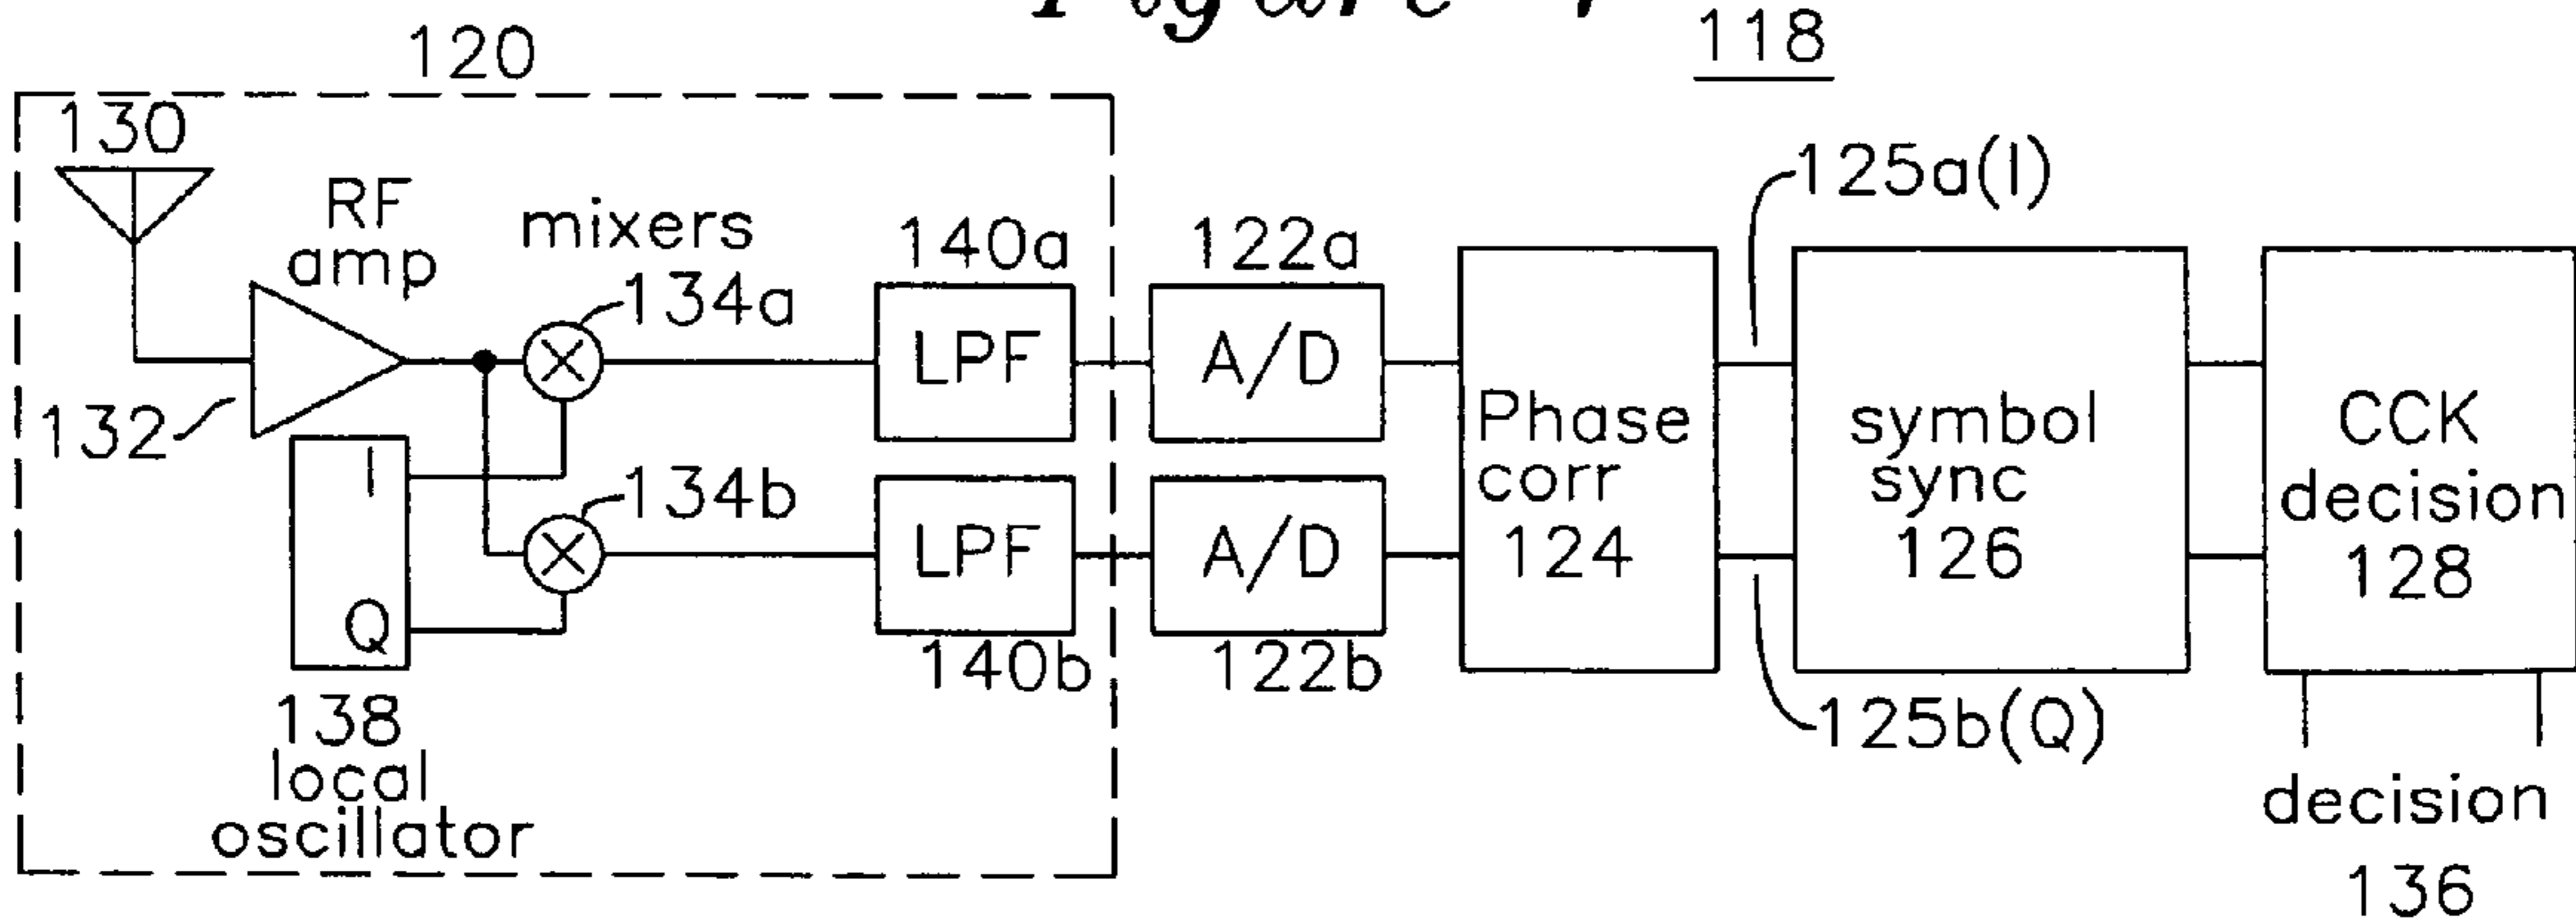 118
120
130
RF
amp
132
mixers
134a
134b
I
Q
138
local
oscillator
140a
LPF
LPF
140b
122a
A/D
A/D
122b
Phase
corr
124
125a(I)
125b(Q)
symbol
sync
126
CCK
decision
128
decision
136